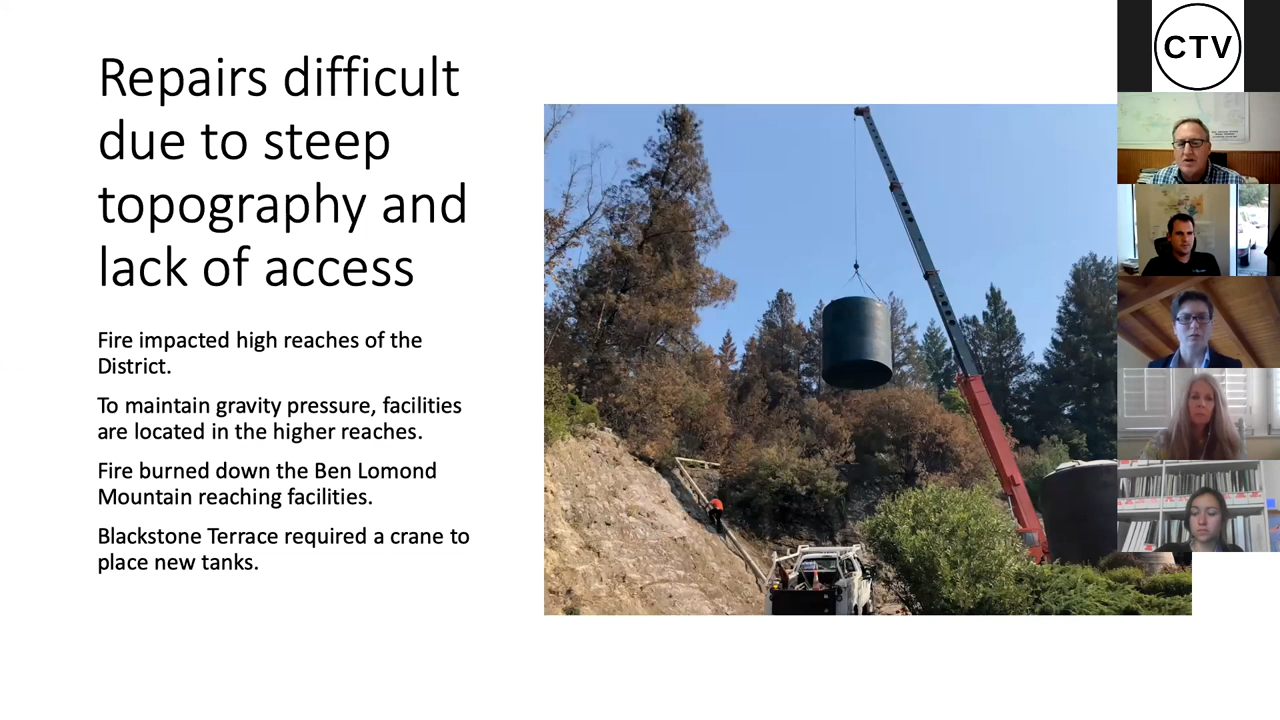 Repairs difficult
due to steep
topography and
lack of access
Fire impacted high reaches of the
District.
To maintain gravity pressure, facilities
are located in the higher reaches.
Fire burned down the Ben Lomond
Mountain reaching facilities.
Blackstone Terrace required a crane to
place new tanks.
CTV